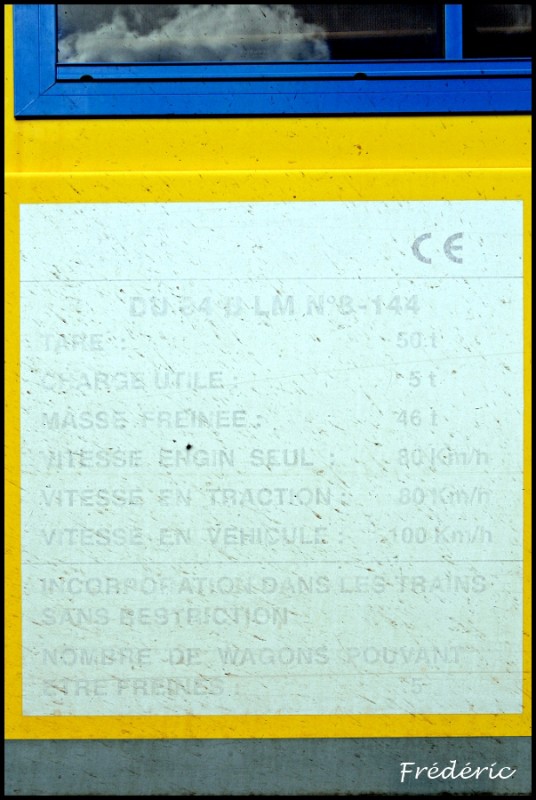 CE
DU 84 B LM N°8-144
TARE : 50 t
CHARGE UTILE : 5 t
MASSE FREINEE : 46 t
VITESSE ENGIN SEUL : 80 Km/h
VITESSE EN TRACTION : 80 Km/h
VITESSE EN VEHICULE : 100 Km/h
INCORPORATION DANS LES TRAINS
SANS RESTRICTION
NOMBRE DE WAGONS POUVANT
ETRE FREINES : 5
Frédéric